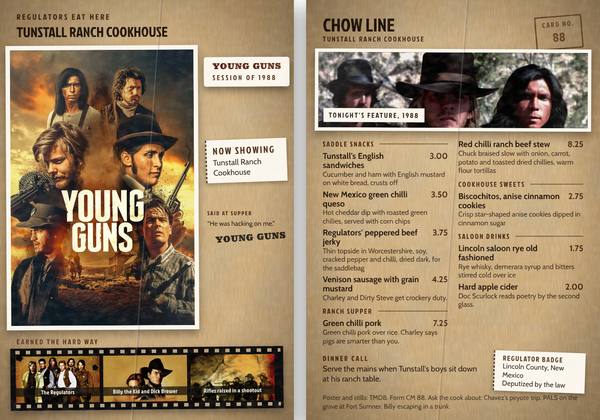 REGULATORS EAT HERE
TUNSTALL RANCH COOKHOUSE
YOUNG GUNS
SESSION OF 1988
NOW SHOWING
Tunstall Ranch
Cookhouse
SAID AT SUPPER
"He was hacking on me."
YOUNG GUNS
YOUNG
GUNS
EARNED THE HARD WAY
The Regulators
Billy the Kid and Dick Brewer
Rifles raised in a shootout
CHOW LINE
TUNSTALL RANCH COOKHOUSE
CARD NO.
88
TONIGHT'S FEATURE, 1988
SADDLE SNACKS
Tunstall's English 3.00
sandwiches
Cucumber and ham with English mustard
on white bread, crusts off
New Mexico green chilli 3.50
queso
Hot cheddar dip with roasted green
chillies, served with corn chips
Regulators' peppered beef 3.75
jerky
Thin topside in Worcestershire, soy,
cracked pepper and chilli, dried dark, for
the saddlebag
Venison sausage with grain 4.25
mustard
Charley and Dirty Steve get crockery duty.
RANCH SUPPER
Green chilli pork 7.25
Green chilli pork over rice. Charley says
pigs are smarter than you.
Red chilli ranch beef stew 8.25
Chuck braised slow with onion, carrot,
potato and toasted dried chillies, warm
flour tortillas
COOKHOUSE SWEETS
Biscochitos, anise cinnamon 2.75
cookies
Crisp star-shaped anise cookies dipped in
cinnamon sugar
SALOON DRINKS
Lincoln saloon rye old 1.75
fashioned
Rye whisky, demerara syrup and bitters
stirred cold over ice
Hard apple cider 2.00
Doc Scurlock reads poetry by the second
glass.
DINNER CALL
Serve the mains when Tunstall's boys sit down
at his ranch table.
REGULATOR BADGE
Lincoln County, New
Mexico
Deputized by the law
Poster and stills: TMDB. Form CM 88. Ask the cook about: Chavez's peyote trip. PALS on the
grave at Fort Sumner. Billy escaping in a trunk.